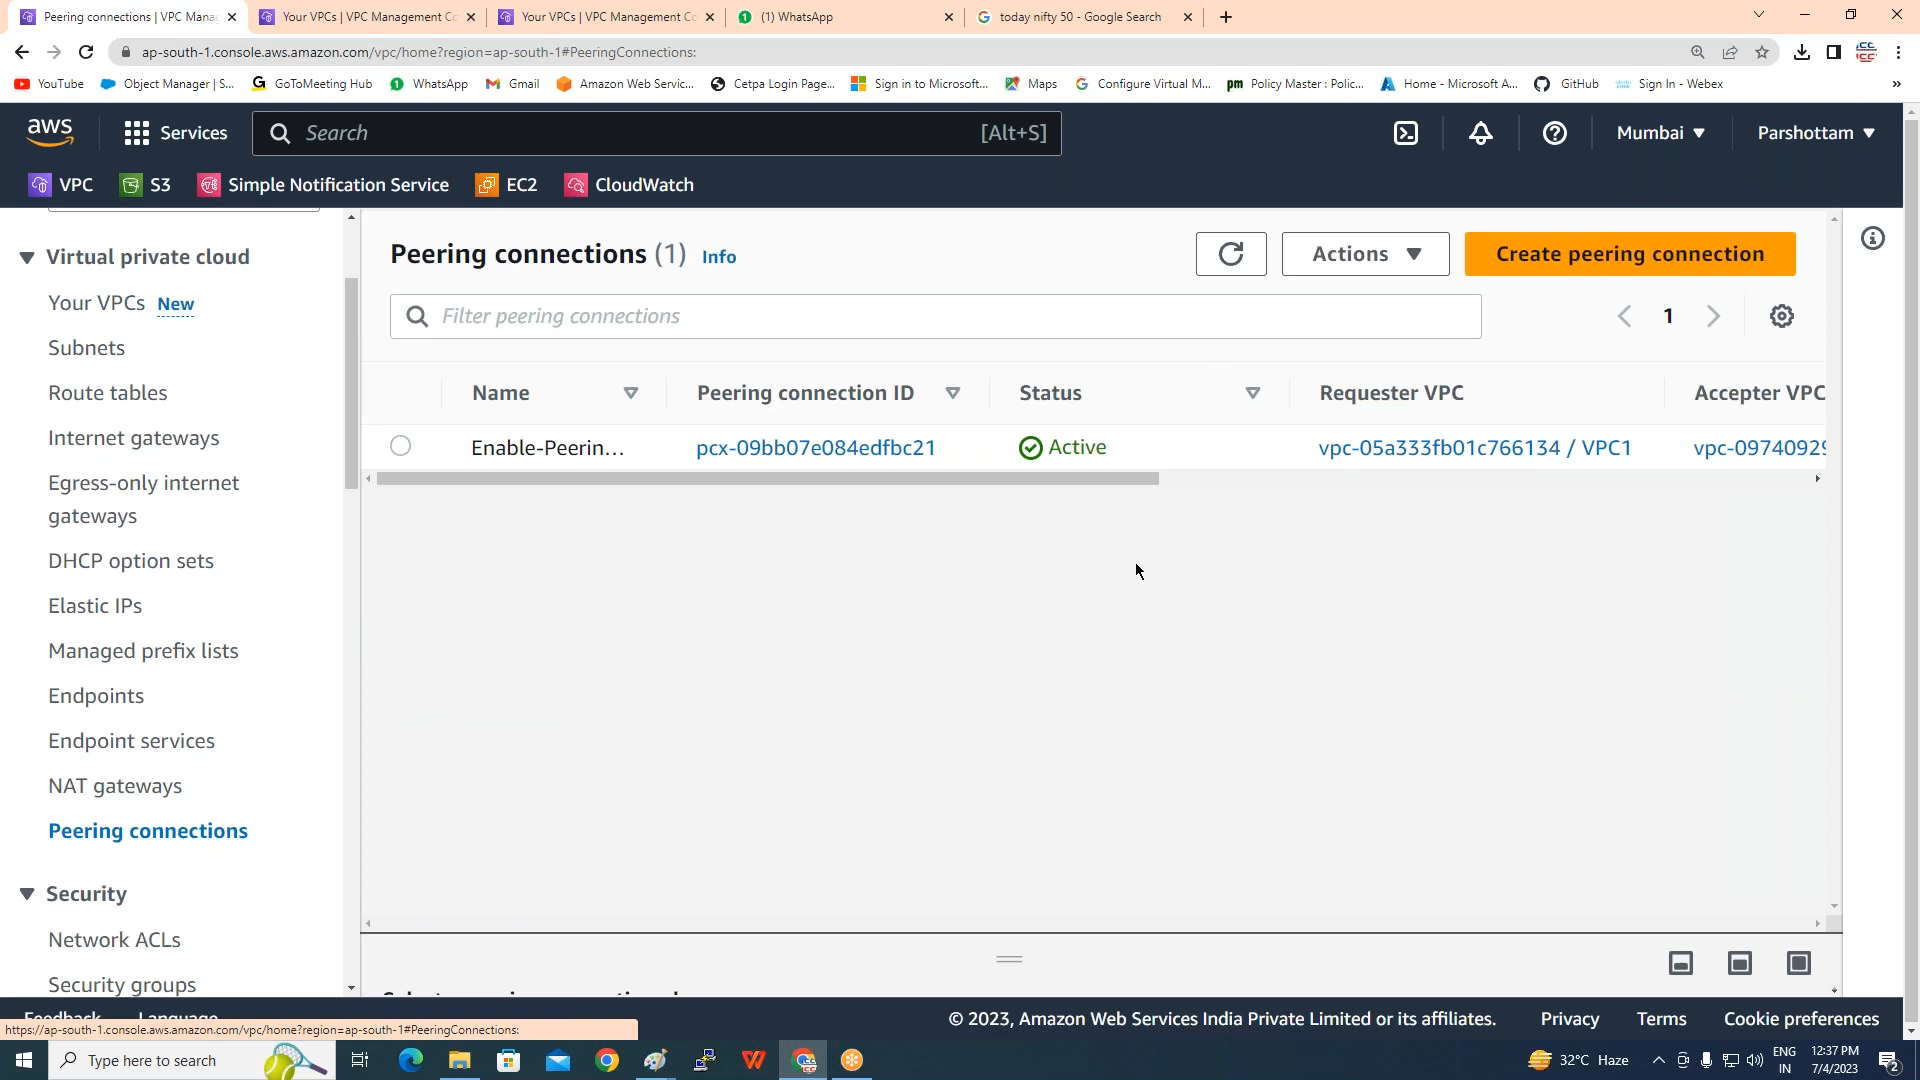 Peering connections | VPC Mana
Your VPCs | VPC Management Co
Your VPCs | VPC Management Co
(1) WhatsApp
today nifty 50 - Google Search
ap-south-1.console.aws.amazon.com/vpc/home?region=ap-south-1#PeeringConnections:
YouTube
Object Manager | S...
GoToMeeting Hub
WhatsApp
Gmail
Amazon Web Servic...
Cetpa Login Page...
Sign in to Microsoft...
Maps
Configure Virtual M...
pm Policy Master : Polic...
Home - Microsoft A...
GitHub
Sign In - Webex
»
aws
Services
Search
[Alt+S]
Mumbai
Parshottam
VPC
S3
Simple Notification Service
EC2
CloudWatch
Virtual private cloud
Your VPCs New
Subnets
Route tables
Internet gateways
Egress-only internet
gateways
DHCP option sets
Elastic IPs
Managed prefix lists
Endpoints
Endpoint services
NAT gateways
Peering connections
Security
Network ACLs
Security groups
Peering connections (1) Info
Actions
Create peering connection
Filter peering connections
1
Name
Peering connection ID
Status
Requester VPC
Accepter VPC
Enable-Peerin...
pcx-09bb07e084edfbc21
Active
vpc-05a333fb01c766134 / VPC1
vpc-0974092
Feedback
Language
© 2023, Amazon Web Services India Private Limited or its affiliates.
Privacy
Terms
Cookie preferences
https://ap-south-1.console.aws.amazon.com/vpc/home?region=ap-south-1#PeeringConnections:
Type here to search
32°C Haze
ENG
IN
12:37 PM
7/4/2023
2